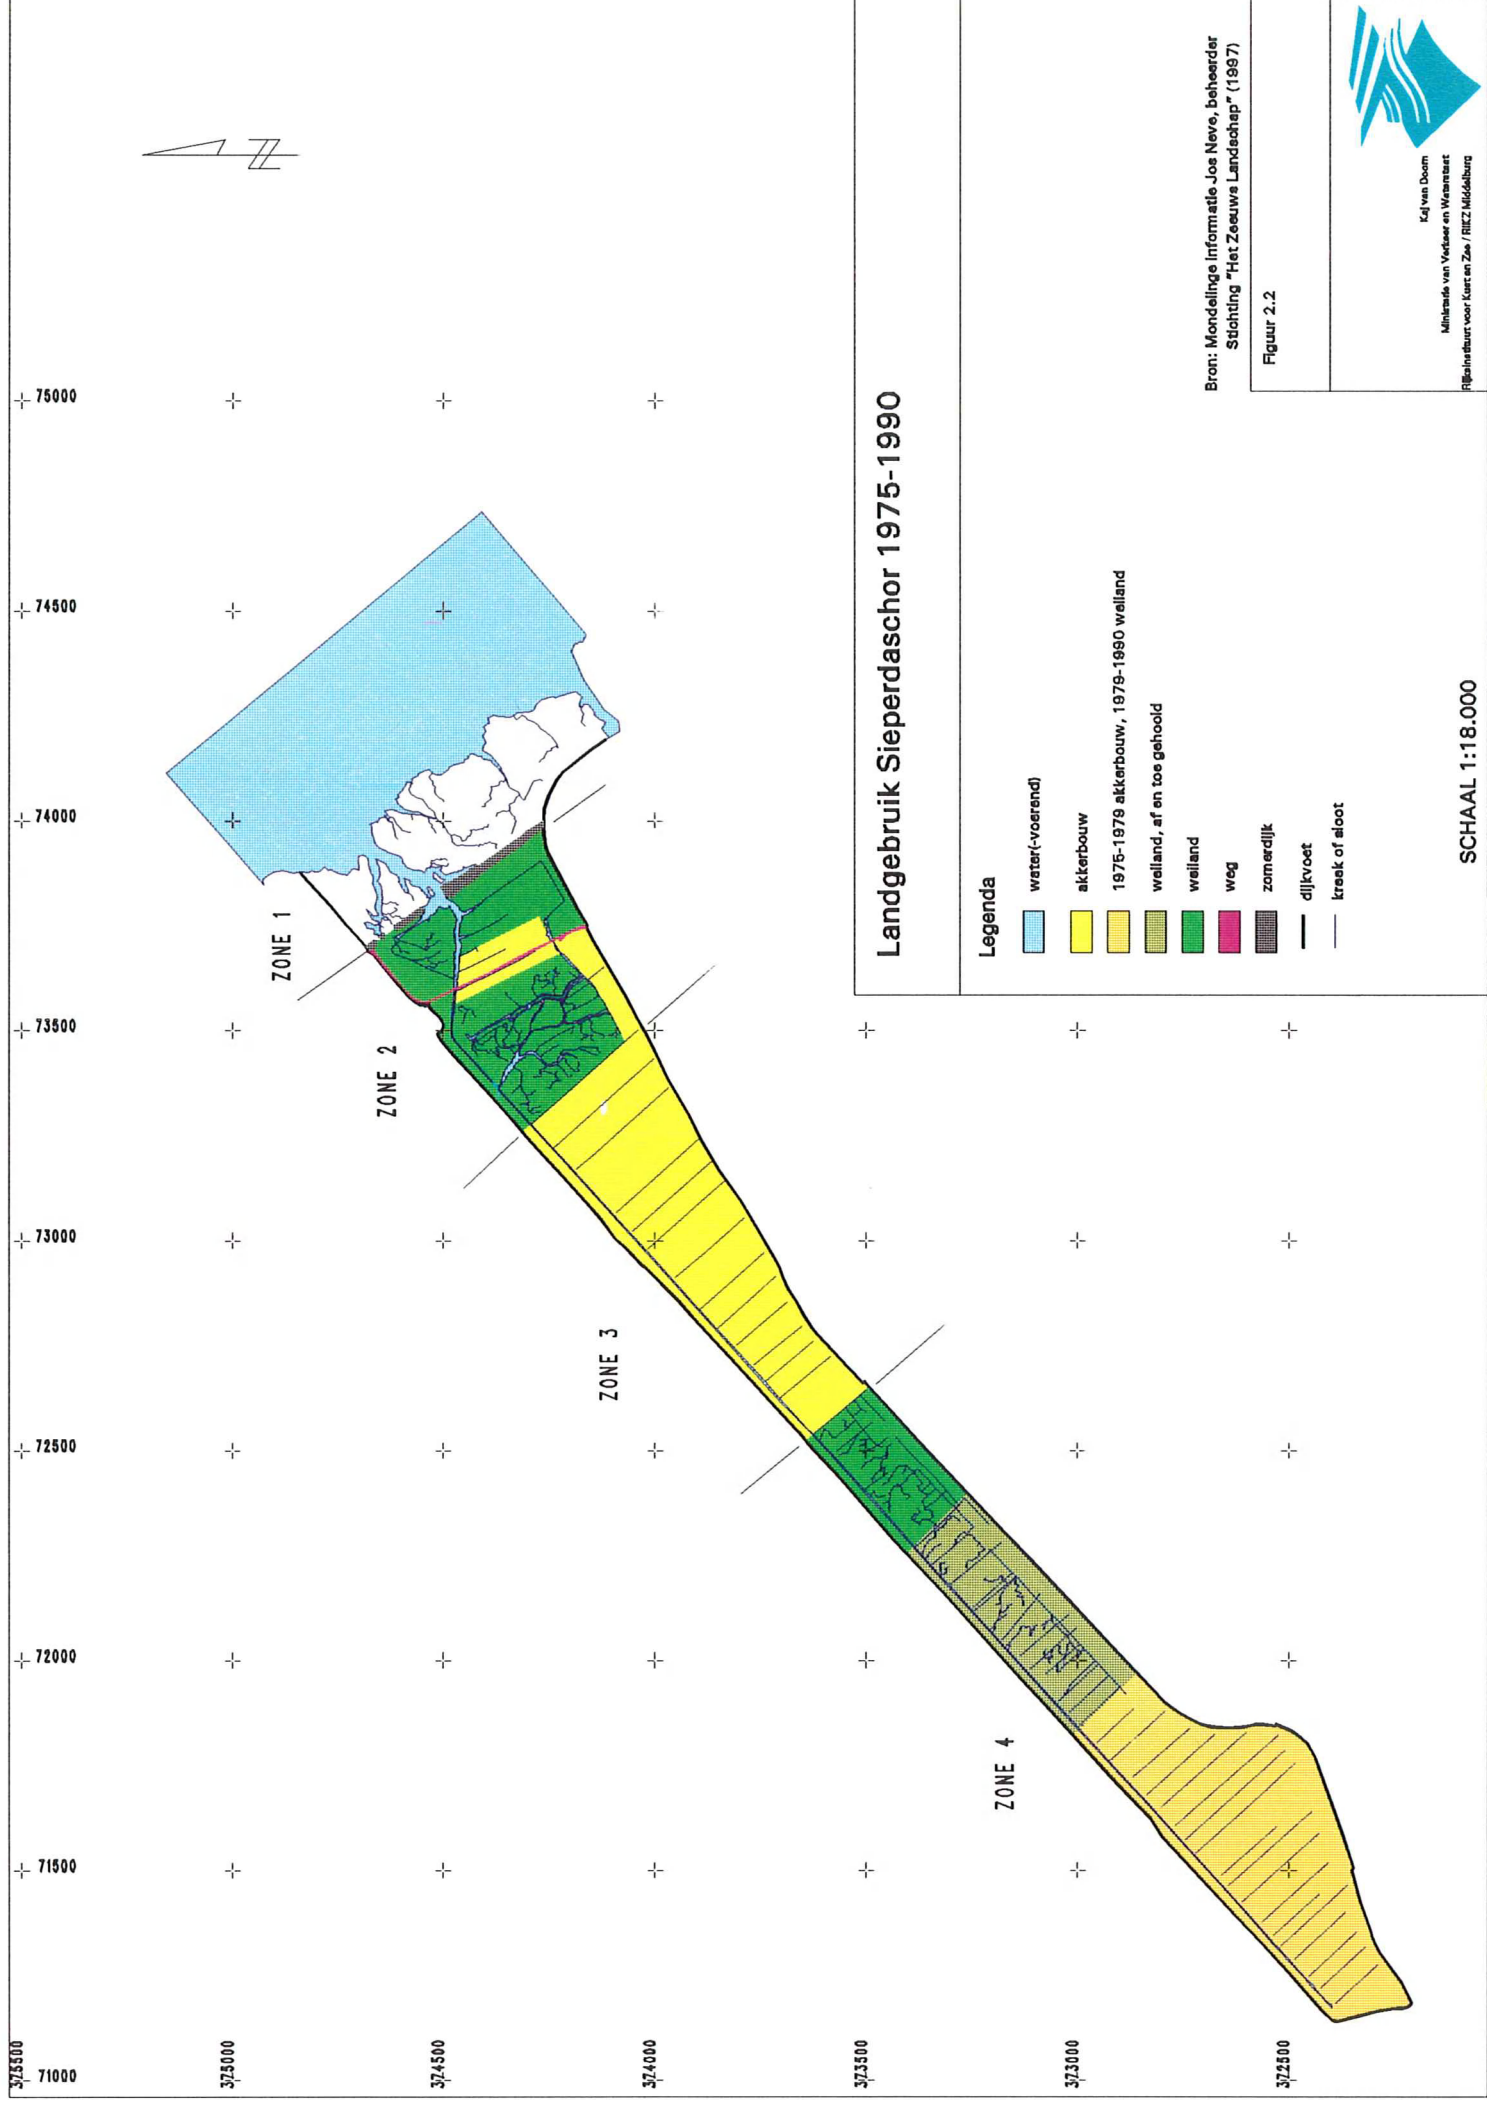 375500
375000
374500
374000
373500
373000
372500
71000
71500
72000
72500
73000
73500
74000
74500
75000
ZONE 1
ZONE 2
ZONE 3
ZONE 4
Landgebruik Sieperdaschor 1975-1990
Legenda
water(-voerend)
akkerbouw
1975-1979 akkerbouw, 1979-1990 weiland
weiland, af en toe gehooid
weiland
weg
zomerdijk
dijkvoet
kreek of sloot
SCHAAL 1:18.000
Bron: Mondelinge informatie Jos Neve, beheerder
Stichting "Het Zeeuws Landschap" (1997)
Figuur 2.2
Kaj van Doorn
Ministerie van Verkeer en Waterstaat
Rijksinstituut voor Kust en Zee / RIKZ Middelburg